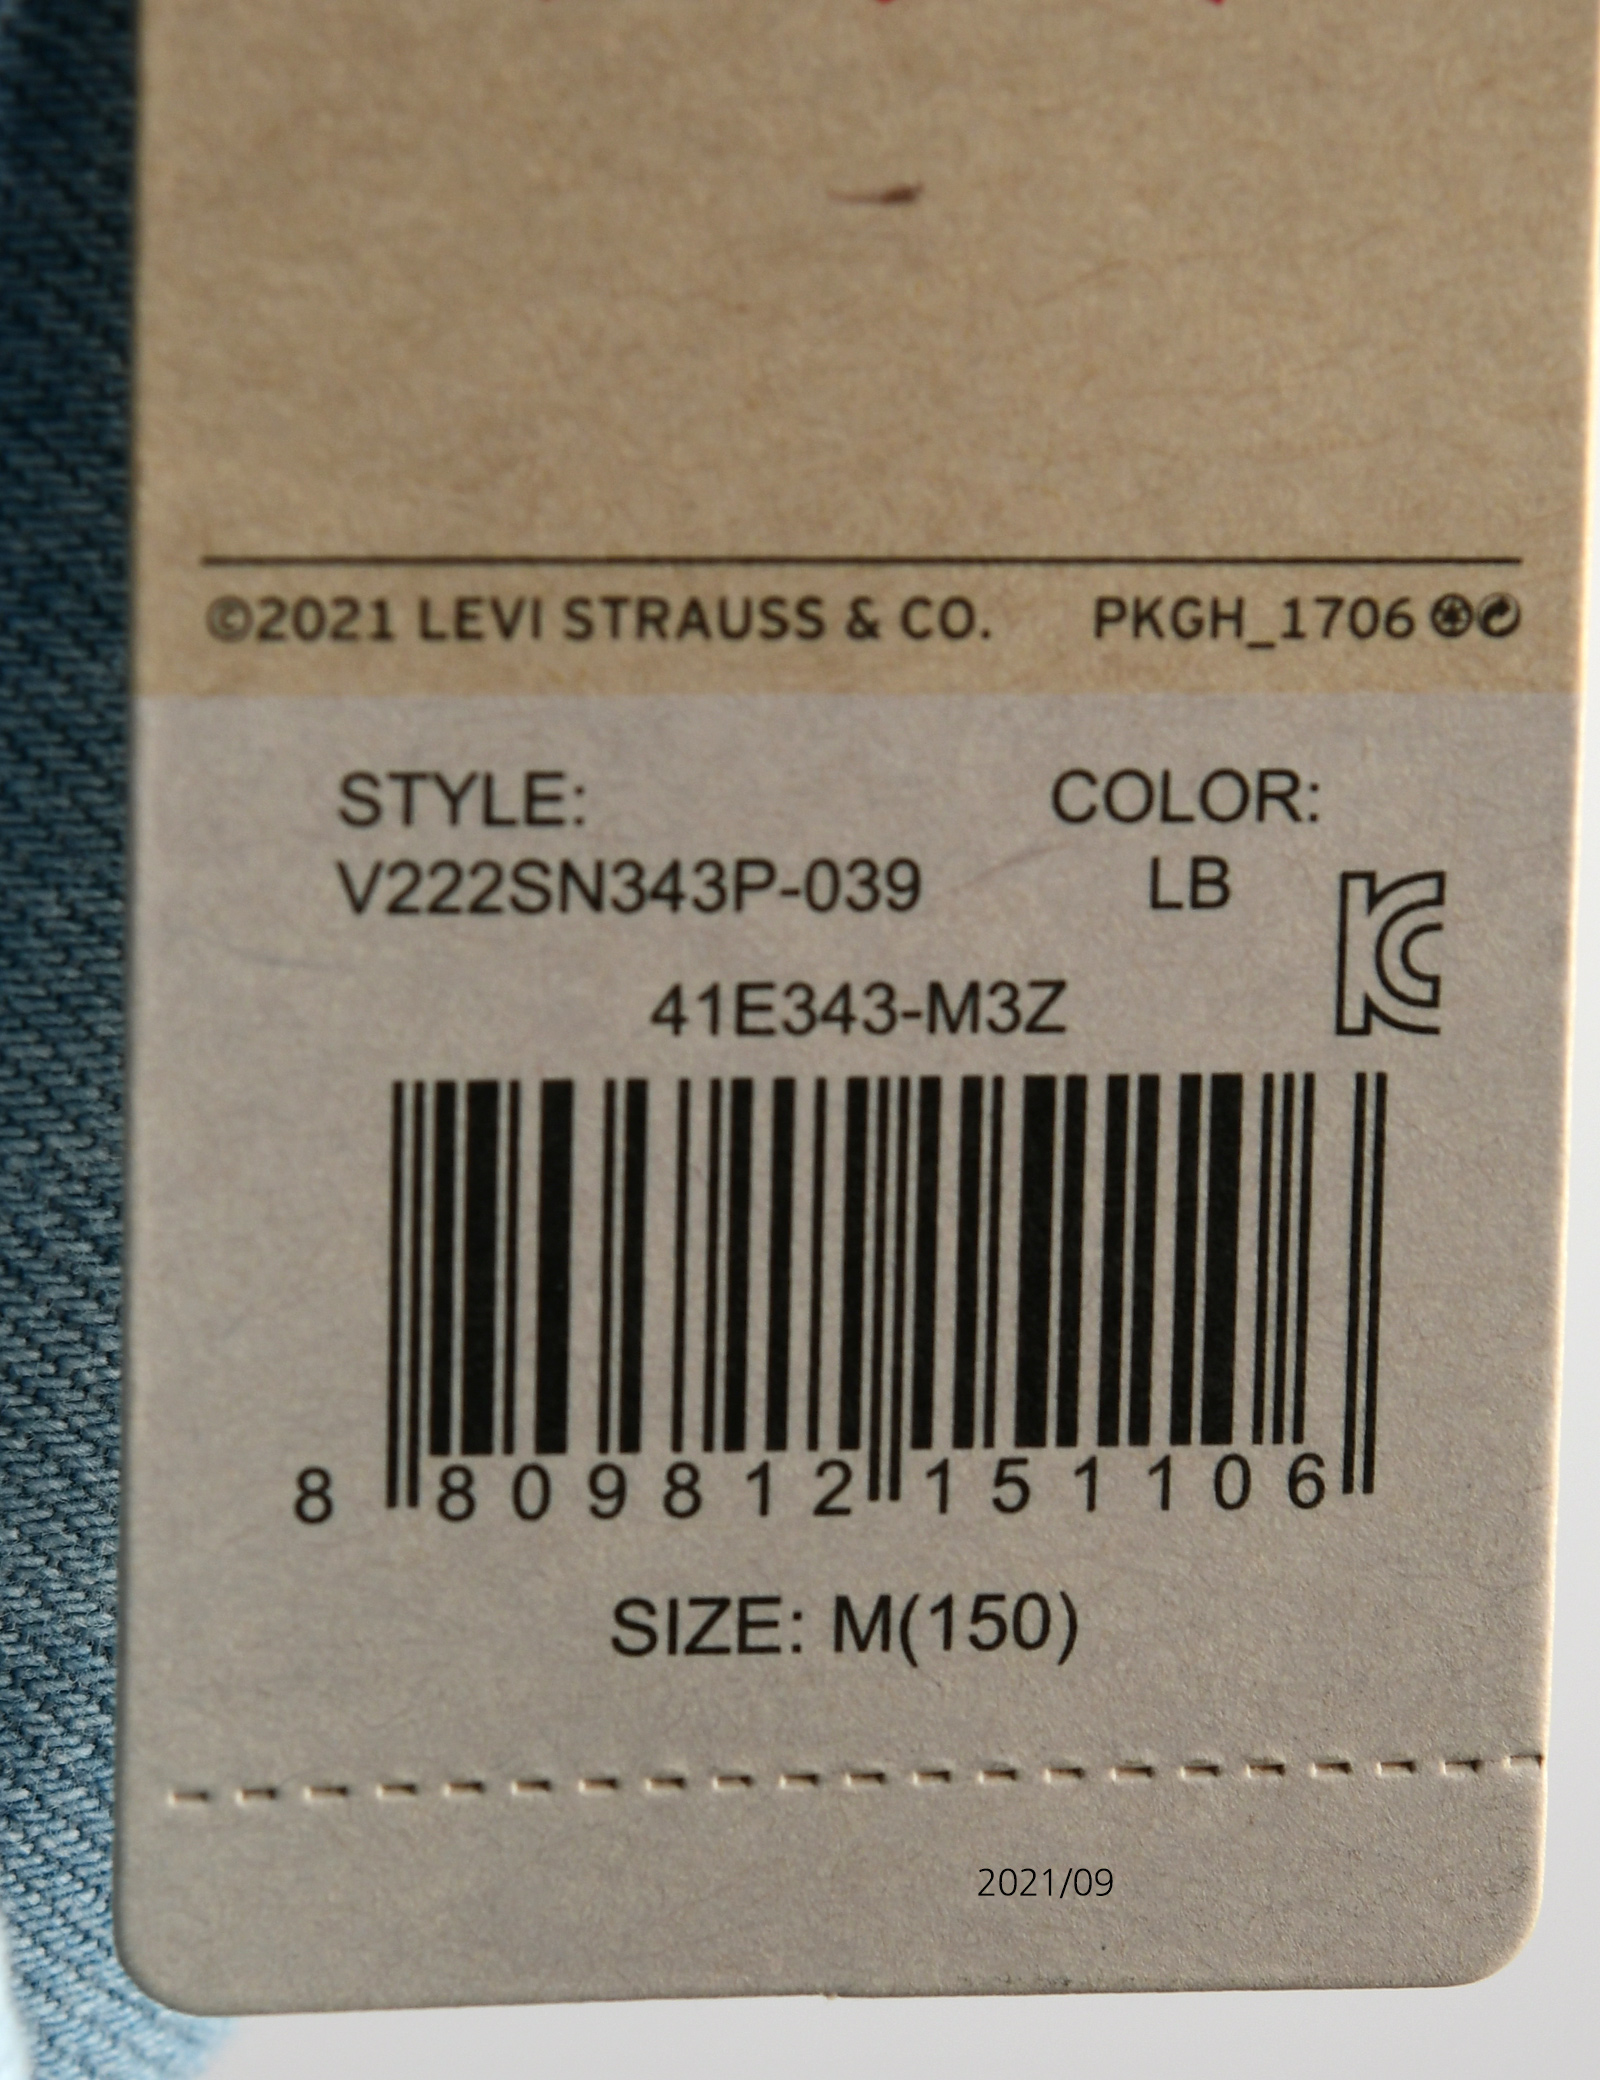 ©2021 LEVI STRAUSS & CO. PKGH_1706
STYLE: COLOR:
V222SN343P-039 LB
41E343-M3Z
8 809812 151106
SIZE: M(150)
2021/09